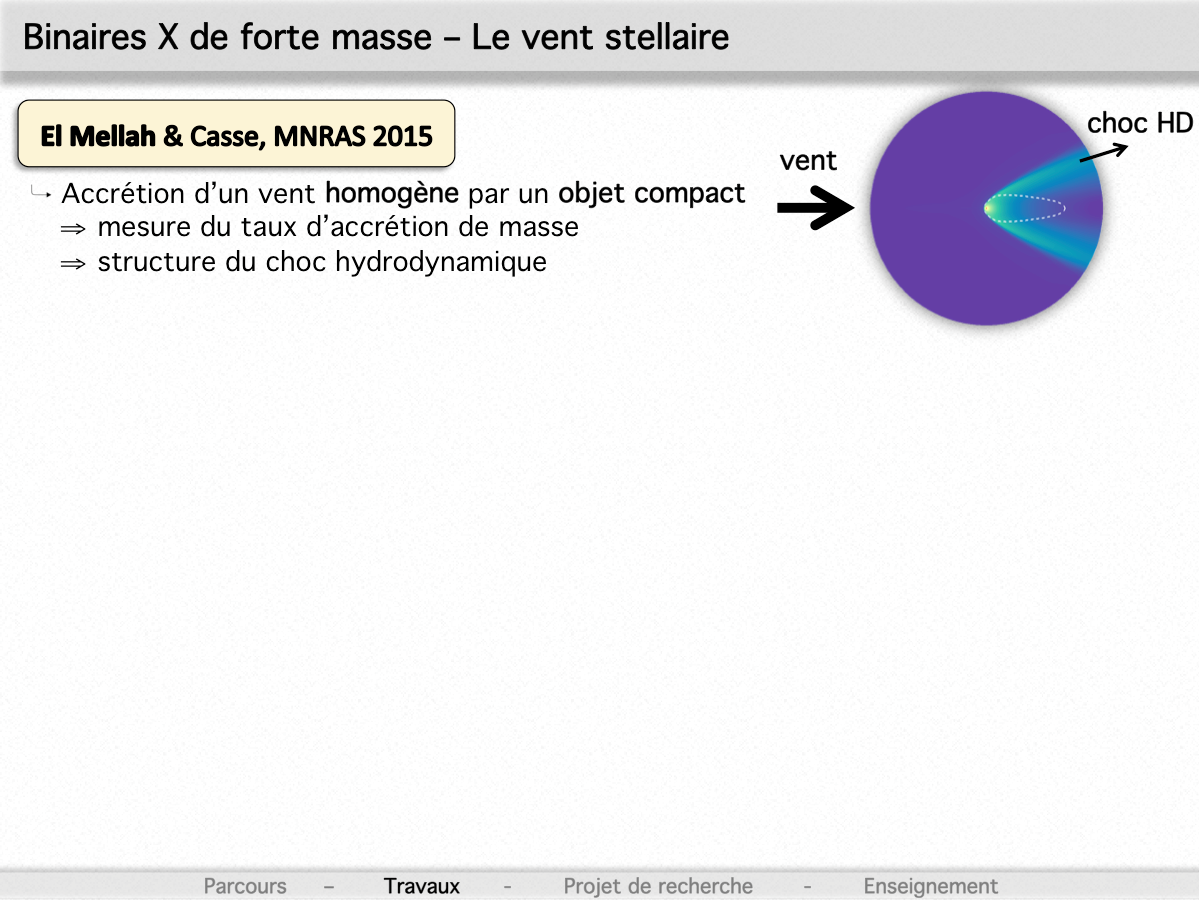 Binaires X de forte masse – Le vent stellaire
El Mellah & Casse, MNRAS 2015
choc HD
vent
Accrétion d’un vent homogène par un objet compact
⇒ mesure du taux d’accrétion de masse
⇒ structure du choc hydrodynamique
Parcours – Travaux - Projet de recherche - Enseignement